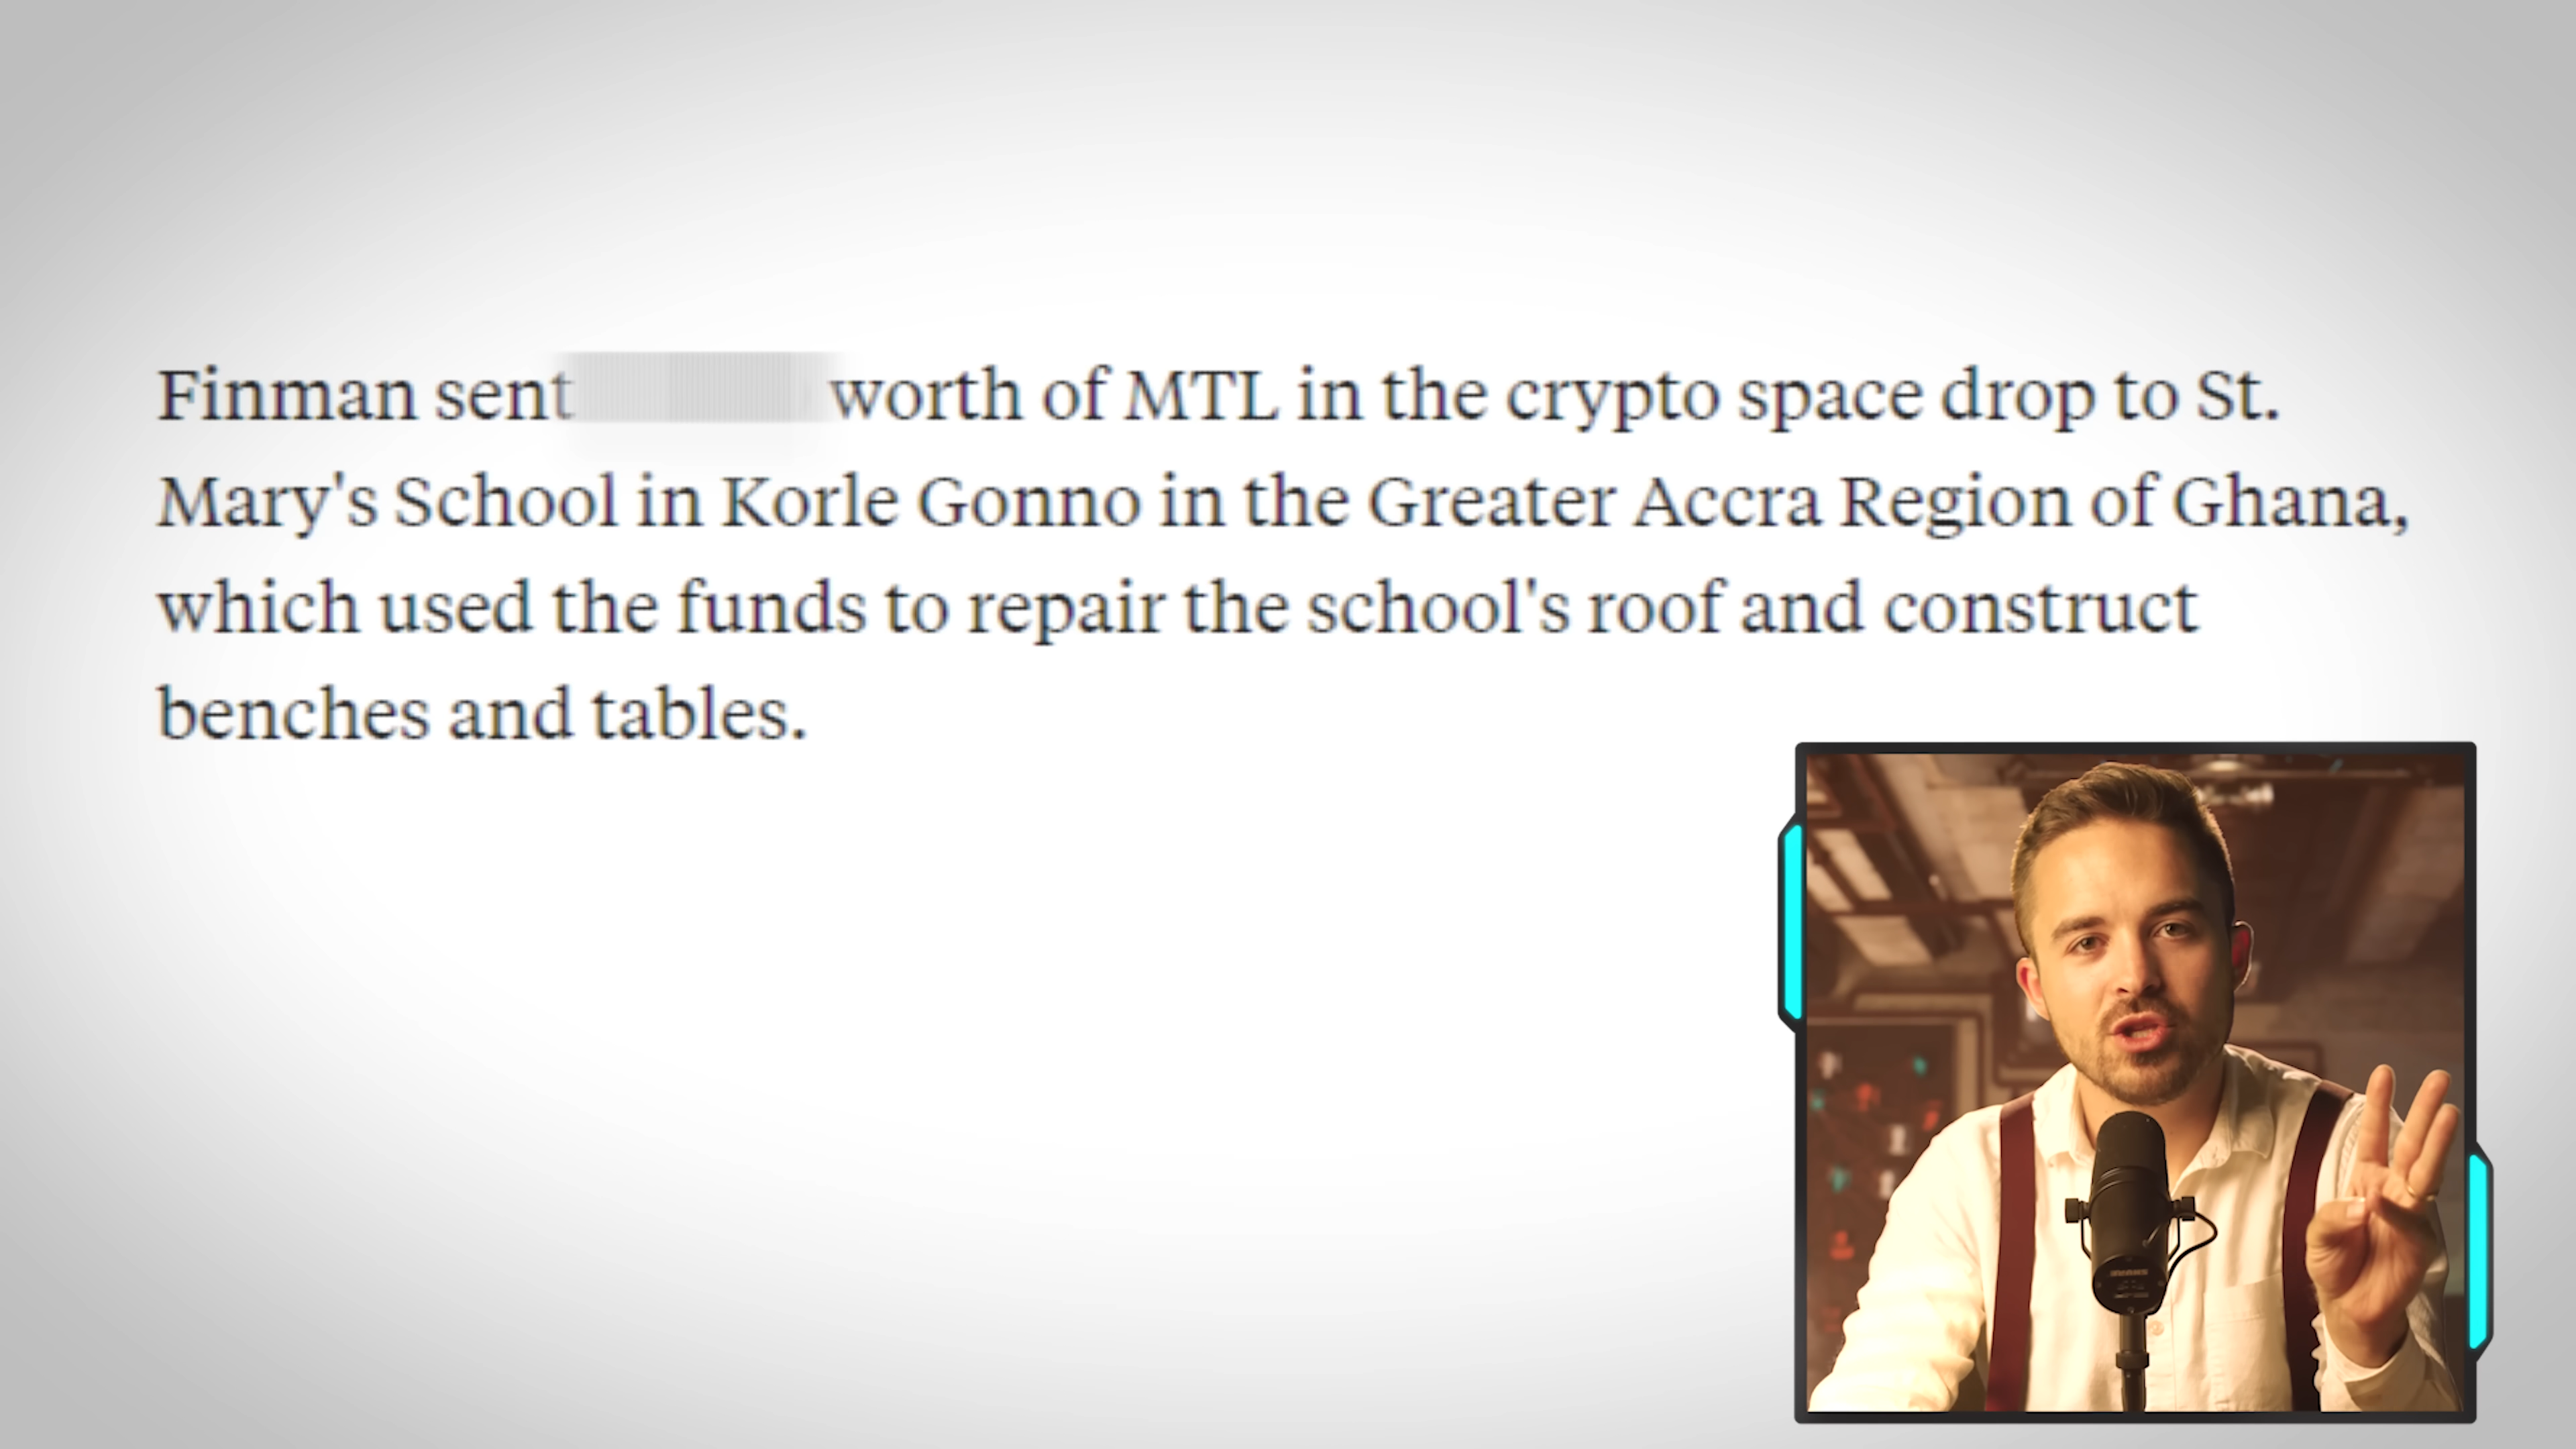 Finman sent worth of MTL in the crypto space drop to St.
Mary's School in Korle Gonno in the Greater Accra Region of Ghana,
which used the funds to repair the school's roof and construct
benches and tables.